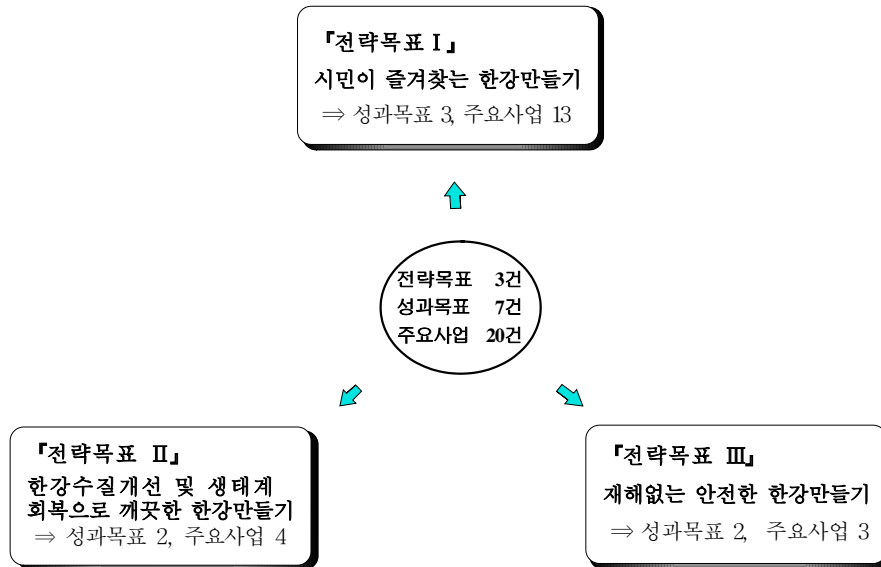 『전략목표 Ⅰ』
시민이 즐겨찾는 한강만들기
⇒ 성과목표 3, 주요사업 13
전략목표 3건
성과목표 7건
주요사업 20건
『전략목표 Ⅱ』
한강수질개선 및 생태계
회복으로 깨끗한 한강만들기
⇒ 성과목표 2, 주요사업 4
『전략목표 Ⅲ』
재해없는 안전한 한강만들기
⇒ 성과목표 2, 주요사업 3